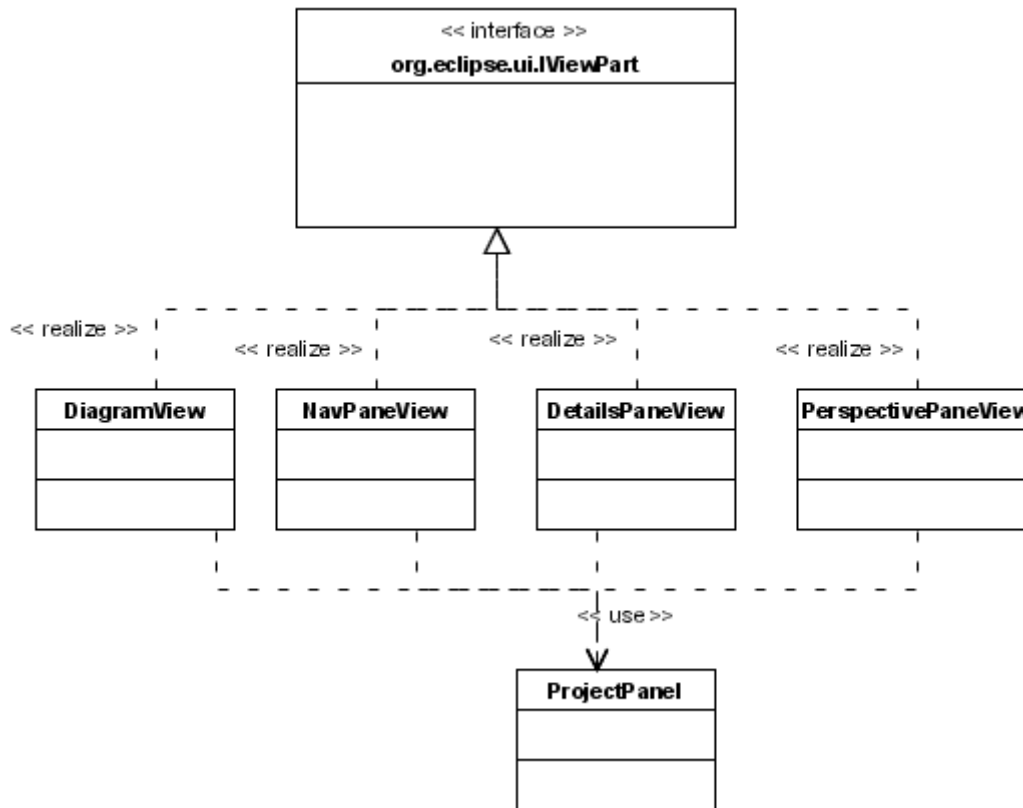 << interface >>
org.eclipse.ui.IViewPart
<< realize >>
<< realize >>
<< realize >>
<< realize >>
DiagramView
NavPaneView
DetailsPaneView
PerspectivePaneView
<< use >>
ProjectPanel